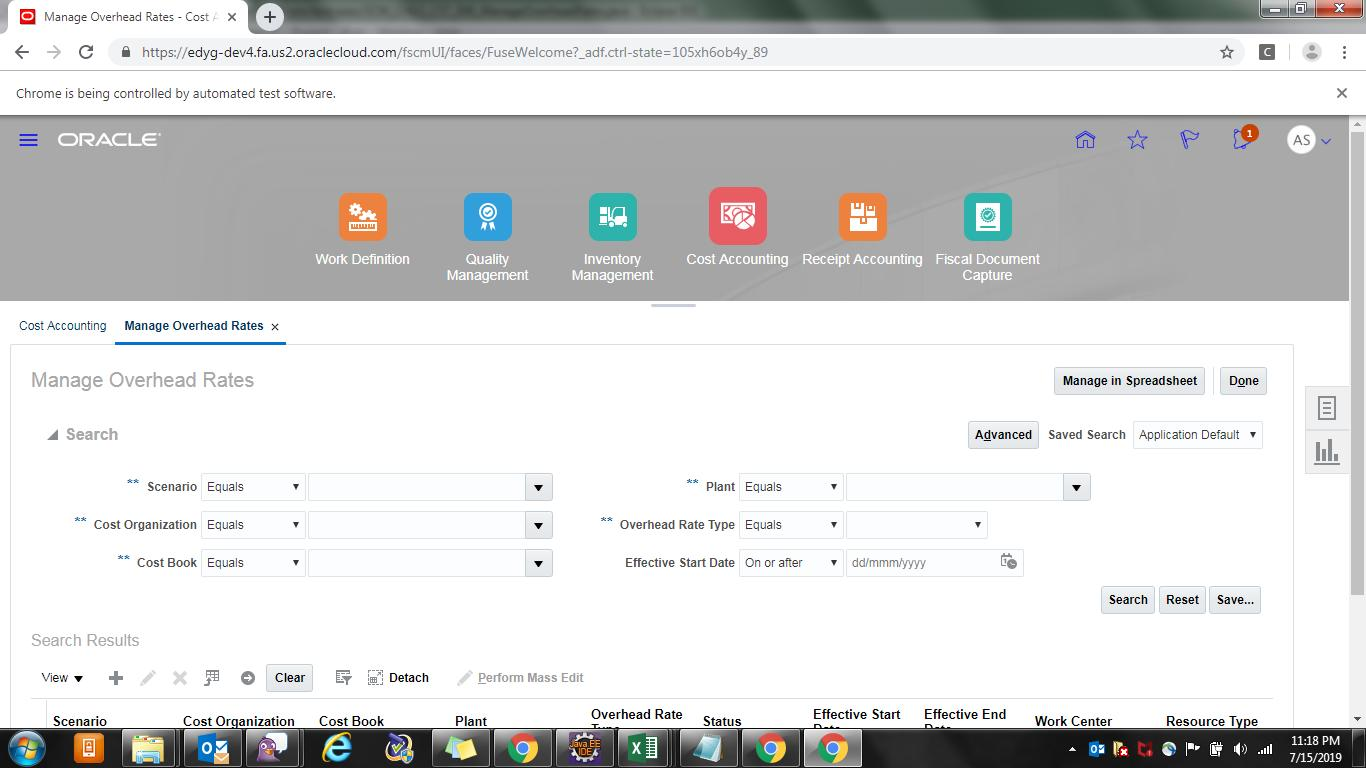 Manage Overhead Rates - Cost A
https://edyg-dev4.fa.us2.oraclecloud.com/fscmUI/faces/FuseWelcome?_adf.ctrl-state=105xh6ob4y_89
C
Chrome is being controlled by automated test software.
ORACLE
1
AS
Work Definition
Quality Management
Inventory Management
Cost Accounting
Receipt Accounting
Fiscal Document Capture
Cost Accounting Manage Overhead Rates
Manage Overhead Rates
Manage in Spreadsheet Done
Search
Advanced Saved Search Application Default
** Scenario Equals ** Plant Equals
** Cost Organization Equals ** Overhead Rate Type Equals
** Cost Book Equals Effective Start Date On or after dd/mmm/yyyy
Search Reset Save...
Search Results
View Clear Detach Perform Mass Edit
Scenario Cost Organization Cost Book Plant Overhead Rate Type Status Effective Start Date Effective End Date Work Center Resource Type
Java EE IDE
11:18 PM
7/15/2019